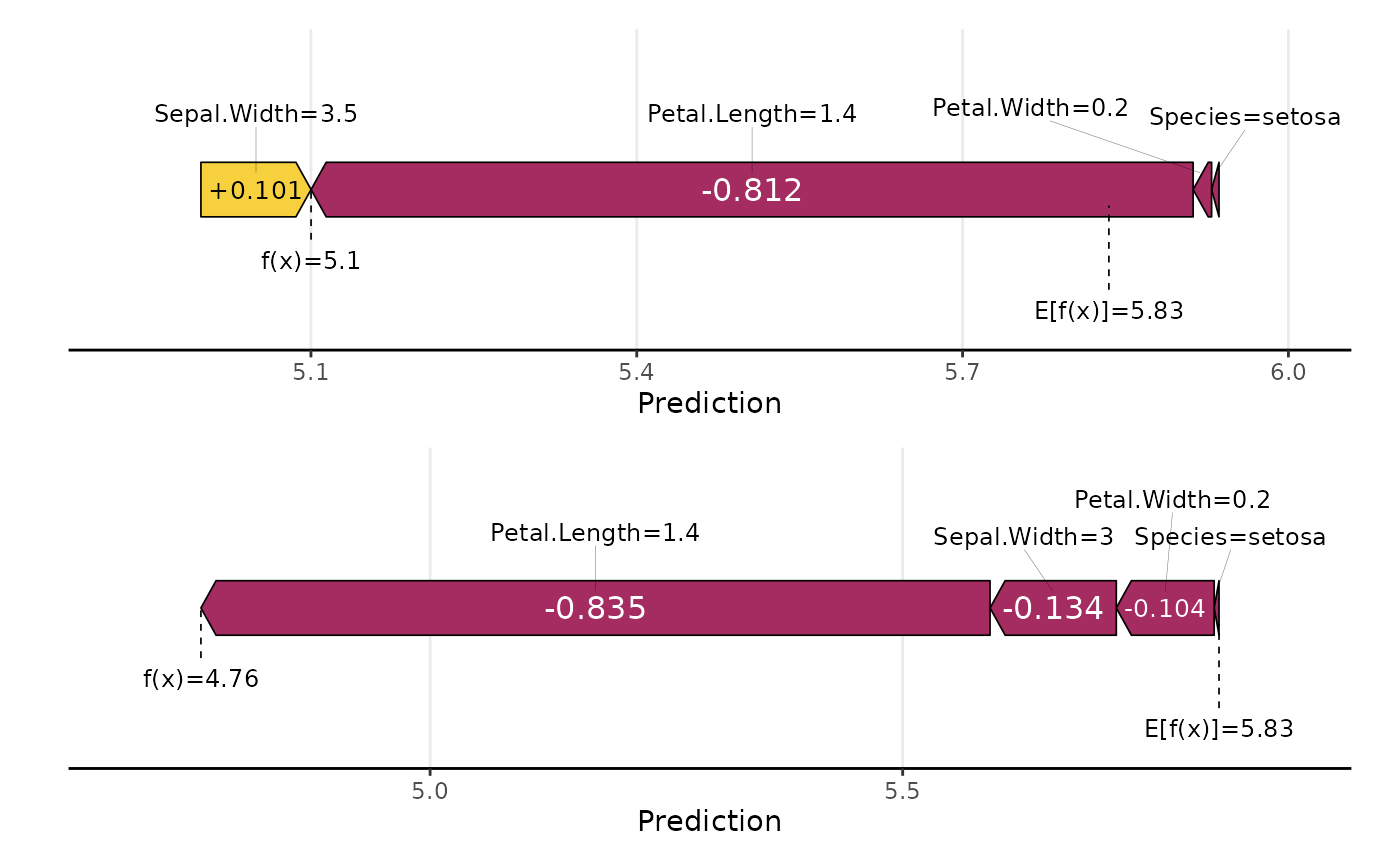 Petal.Width=0.2
Sepal.Width=3.5 Petal.Length=1.4 Species=setosa
+0.101 -0.812
f(x)=5.1
E[f(x)]=5.83
5.1 5.4 5.7 6.0
Prediction
Petal.Width=0.2
Petal.Length=1.4 Sepal.Width=3 Species=setosa
-0.835 -0.134 -0.104
f(x)=4.76
E[f(x)]=5.83
5.0 5.5
Prediction